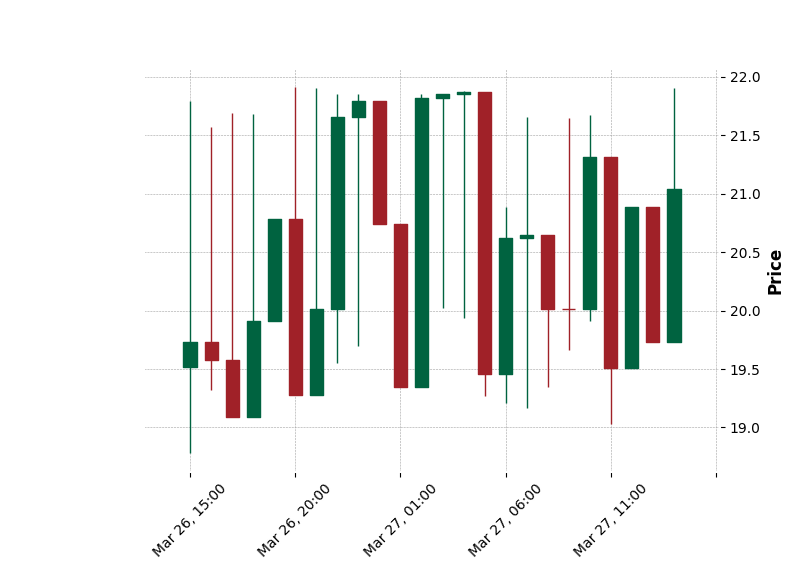 22.0
21.5
21.0
20.5
20.0
19.5
19.0
Price
Mar 26, 15:00
Mar 26, 20:00
Mar 27, 01:00
Mar 27, 06:00
Mar 27, 11:00